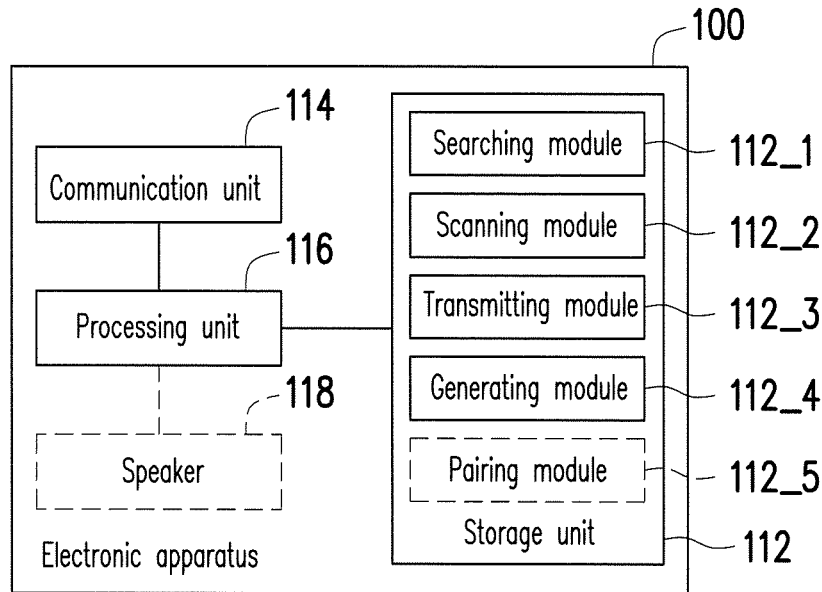 100
114
Communication unit
116
Processing unit
118
Speaker
Electronic apparatus
Searching module
112_1
Scanning module
112_2
Transmitting module
112_3
Generating module
112_4
Pairing module
112_5
Storage unit
112